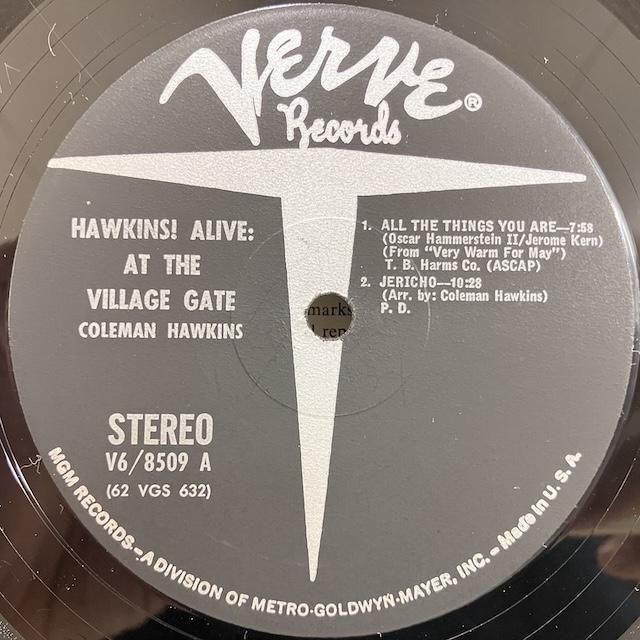 Verve ®
Records
HAWKINS! ALIVE:
AT THE
VILLAGE GATE
COLEMAN HAWKINS
1. ALL THE THINGS YOU ARE—7:58
(Oscar Hammerstein II/Jerome Kern)
(From "Very Warm For May")
T. B. Harms Co. (ASCAP)
2. JERICHO—10:28
(Arr. by: Coleman Hawkins)
P. D.
marks
STEREO
V6/8509 A
(62 VGS 632)
MGM RECORDS–A DIVISION OF METRO-GOLDWYN-MAYER, INC. – Made In U. S. A.